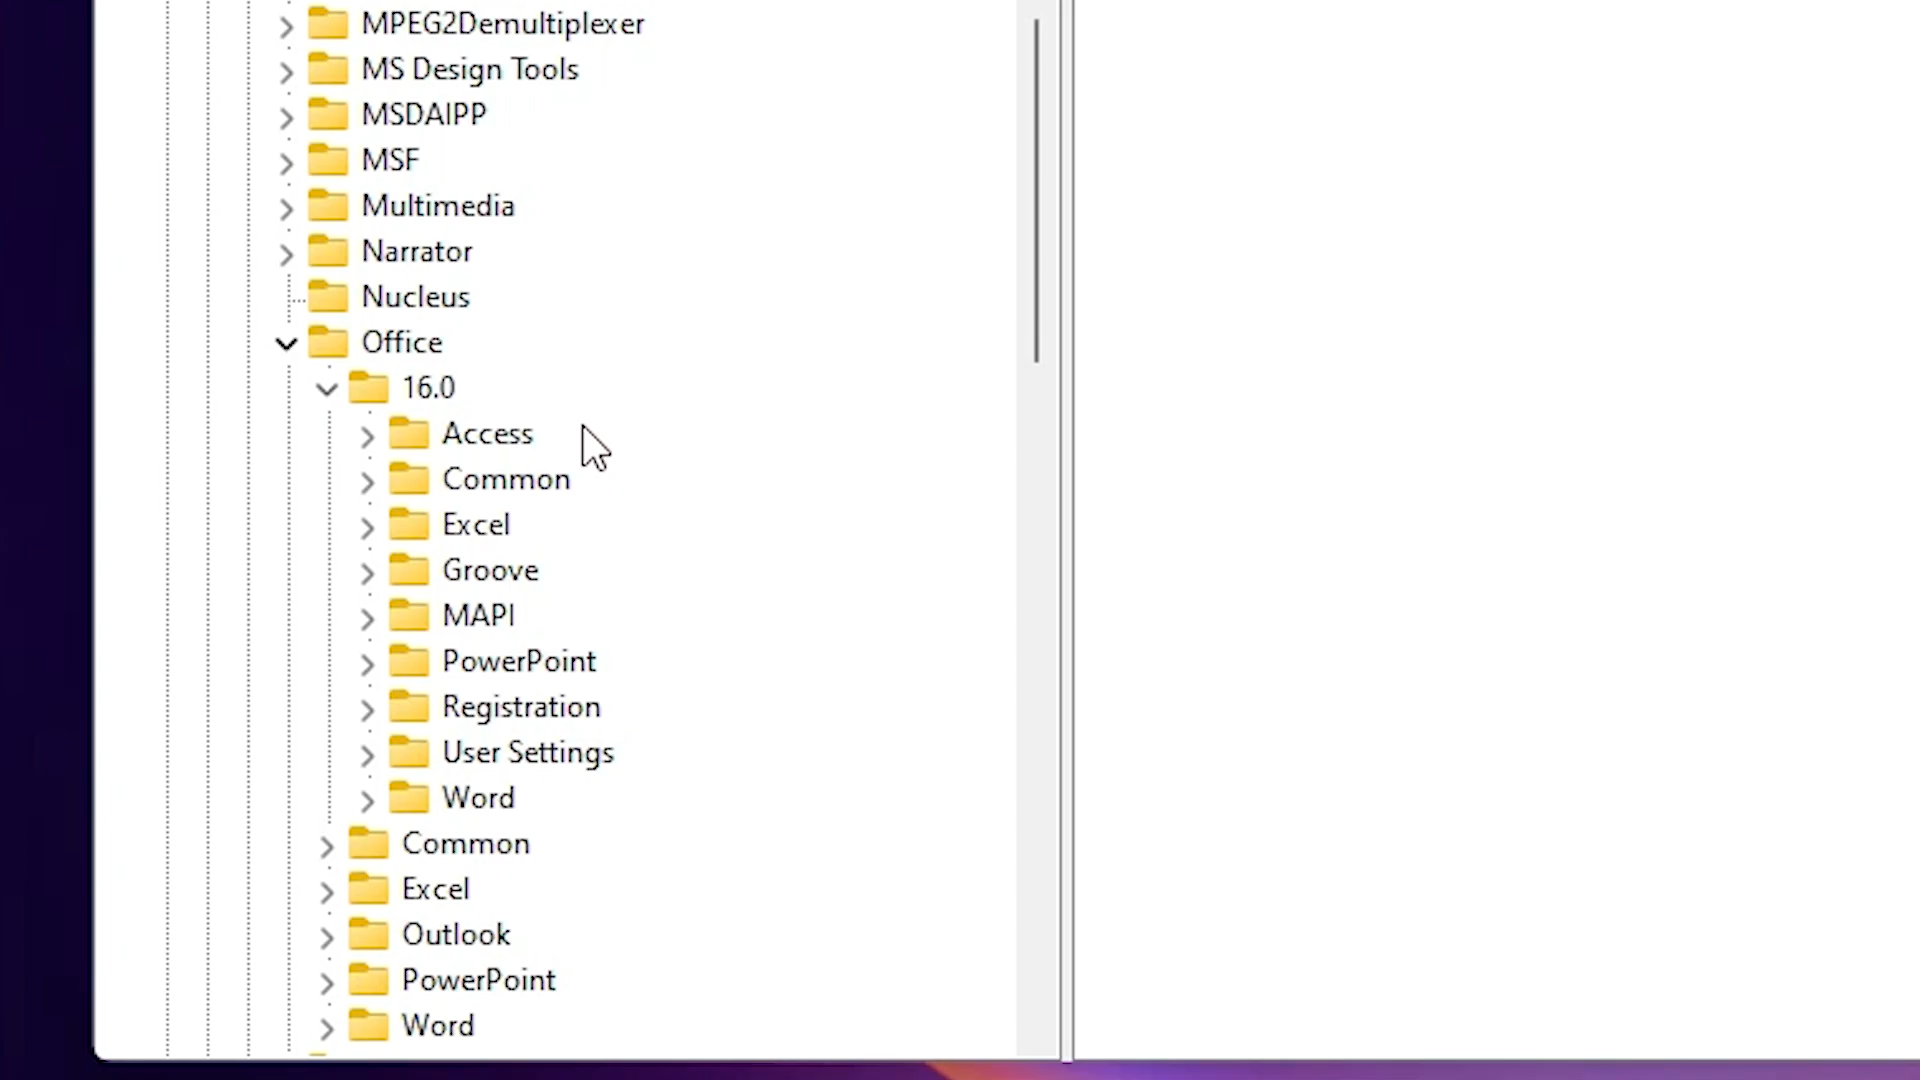 MPEG2Demultiplexer
MS Design Tools
MSDAIPP
MSF
Multimedia
Narrator
Nucleus
Office
16.0
Access
Common
Excel
Groove
MAPI
PowerPoint
Registration
User Settings
Word
Common
Excel
Outlook
PowerPoint
Word